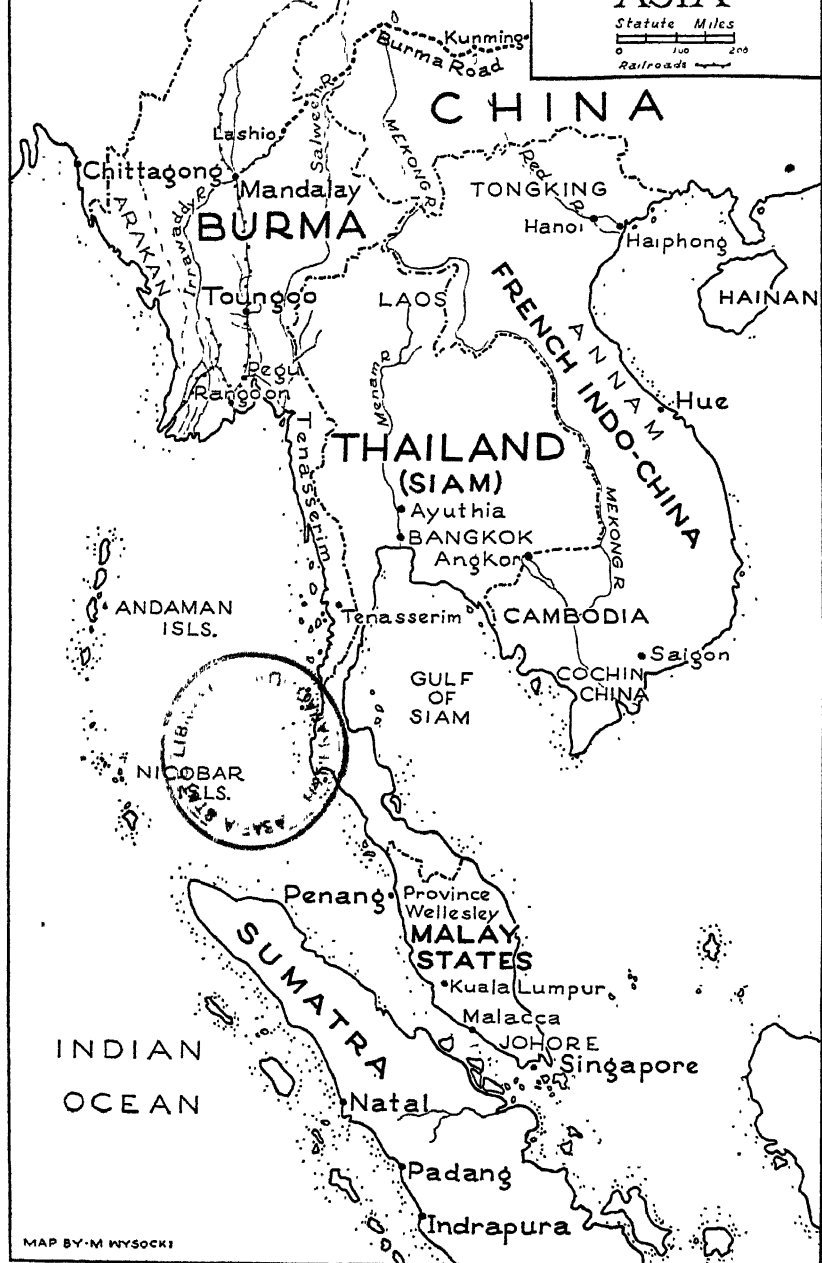 ASIA
Statute Miles
0 100 200
Railroads
Kunming
Burma Road
CHINA
Lashio
Salween R.
MEKONG R.
Red R.
Chittagong
Mandalay
TONGKING
ARAKAN
Irrawaddy R.
BURMA
Hanoi
Haiphong
Toungoo
LAOS
HAINAN
FRENCH INDO-CHINA
ANNAM
Pegu
Rangoon
Menam R.
Hue
Tenasserim
THAILAND
(SIAM)
Ayuthia
BANGKOK
Angkor
MEKONG R.
ANDAMAN
ISLS.
Tenasserim
CAMBODIA
Saigon
GULF
OF
SIAM
COCHIN
CHINA
LIB
NICOBAR
ISLS.
Penang
Province
Wellesley
MALAY
STATES
SUMATRA
Kuala Lumpur
Malacca
JOHORE
Singapore
INDIAN
OCEAN
Natal
Padang
Indrapura
MAP BY-M WYSOCKI